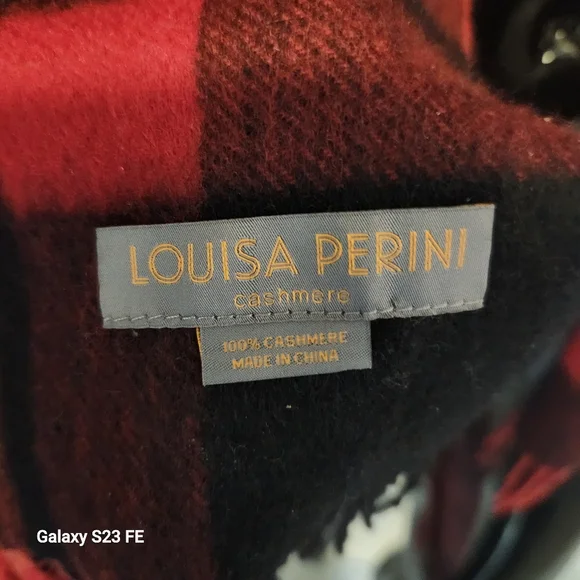 LOUISA PERINI
cashmere
100% CASHMERE
MADE IN CHINA
Galaxy S23 FE